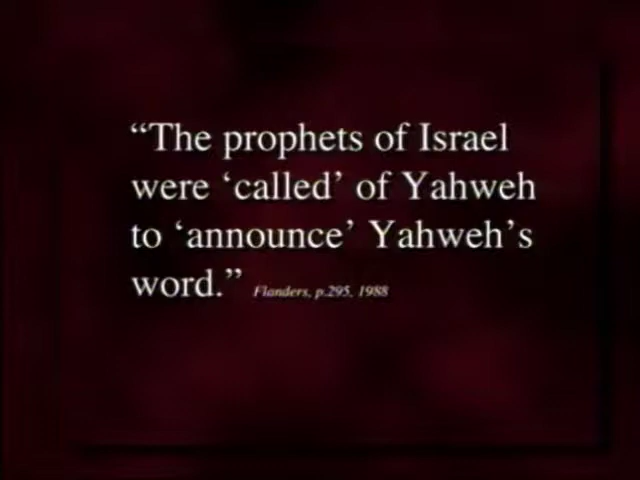 “The prophets of Israel
were ‘called’ of Yahweh
to ‘announce’ Yahweh’s
word.” Flanders, p.295, 1988